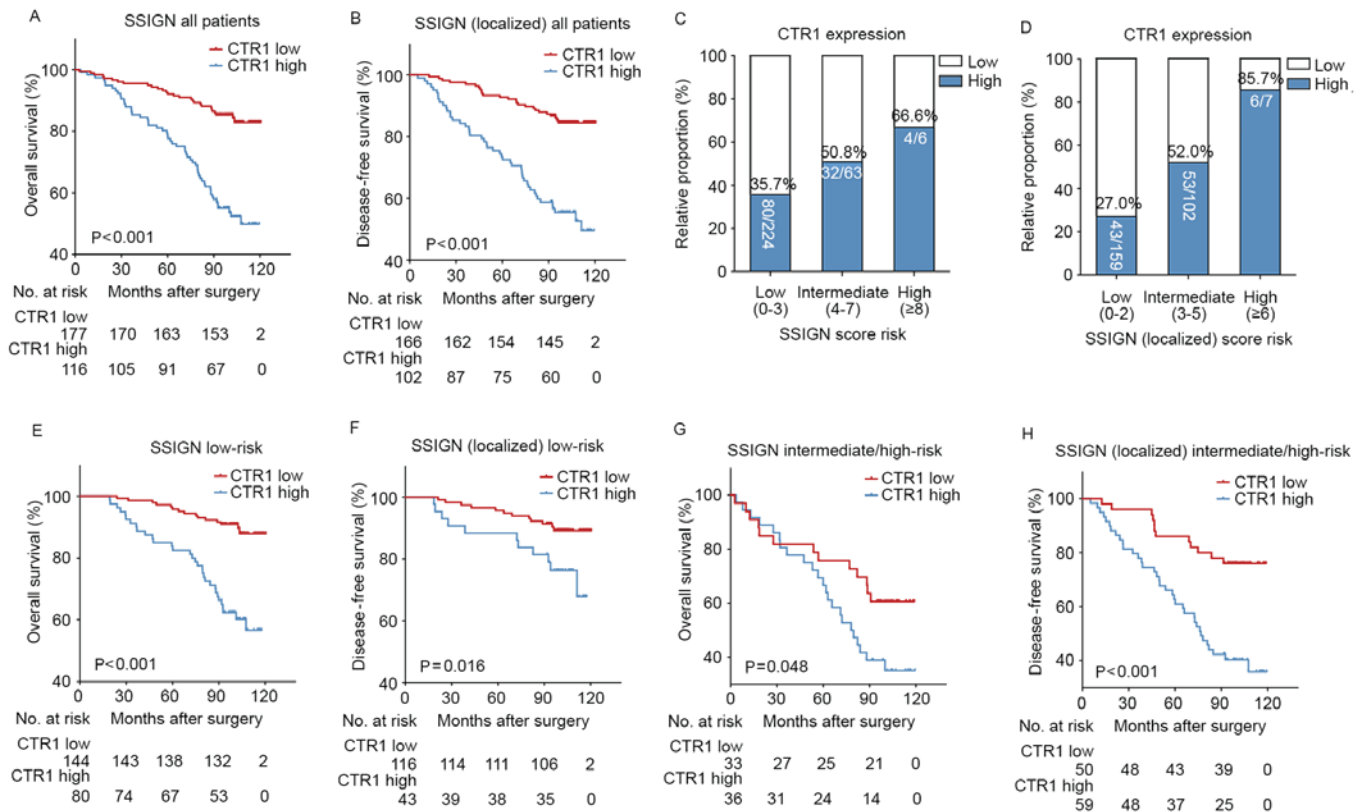 A
SSIGN all patients
CTR1 low
CTR1 high
Overall survival (%)
100
80
60
40
P<0.001
0 30 60 90 120
No. at risk Months after surgery
CTR1 low
177 170 163 153 2
CTR1 high
116 105 91 67 0
B
SSIGN (localized) all patients
CTR1 low
CTR1 high
Disease-free survival (%)
100
80
60
40
P<0.001
0 30 60 90 120
No. at risk Months after surgery
CTR1 low
166 162 154 145 2
CTR1 high
102 87 75 60 0
C
CTR1 expression
Low
High
Relative proportion (%)
100
80
60
40
20
0
35.7%
80/224
50.8%
32/63
66.6%
4/6
Low Intermediate High
(0-3) (4-7) (≥8)
SSIGN score risk
D
CTR1 expression
Low
High
Relative proportion (%)
100
80
60
40
20
0
27.0%
43/159
52.0%
53/102
85.7%
6/7
Low Intermediate High
(0-2) (3-5) (≥6)
SSIGN (localized) score risk
E
SSIGN low-risk
CTR1 low
CTR1 high
Overall survival (%)
100
80
60
40
P<0.001
0 30 60 90 120
No. at risk Months after surgery
CTR1 low
144 143 138 132 2
CTR1 high
80 74 67 53 0
F
SSIGN (localized) low-risk
CTR1 low
CTR1 high
Disease-free survival (%)
100
80
60
40
P=0.016
0 30 60 90 120
No. at risk Months after surgery
CTR1 low
116 114 111 106 2
CTR1 high
43 39 38 35 0
G
SSIGN intermediate/high-risk
CTR1 low
CTR1 high
Overall survival (%)
100
80
60
40
P=0.048
0 30 60 90 120
No. at risk Months after surgery
CTR1 low
33 27 25 21 0
CTR1 high
36 31 24 14 0
H
SSIGN (localized) intermediate/high-risk
CTR1 low
CTR1 high
Disease-free survival (%)
100
80
60
40
P<0.001
0 30 60 90 120
No. at risk Months after surgery
CTR1 low
50 48 43 39 0
CTR1 high
59 48 37 25 0